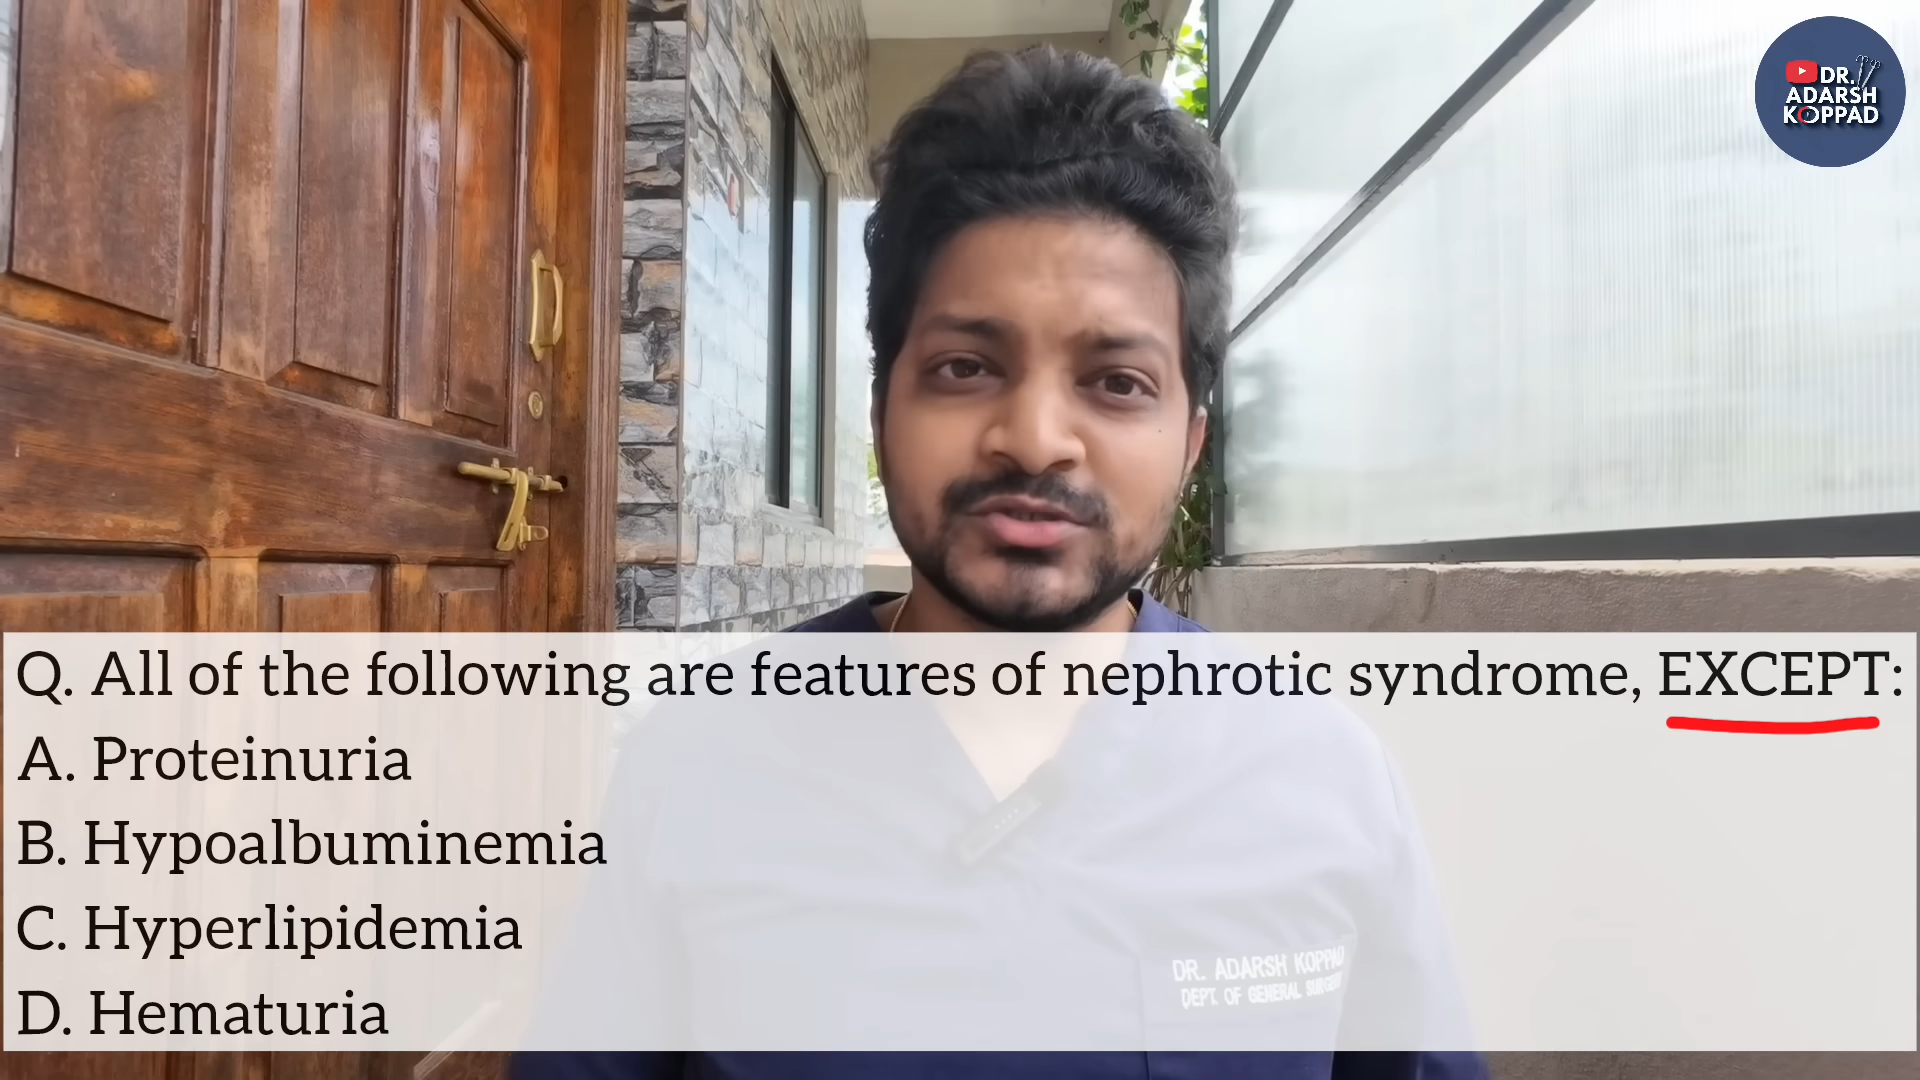 DR.
ADARSH
KOPPAD
Q. All of the following are features of nephrotic syndrome, EXCEPT:
A. Proteinuria
B. Hypoalbuminemia
C. Hyperlipidemia
D. Hematuria
DR. ADARSH KOPPAD
DEPT. OF GENERAL SURGERY